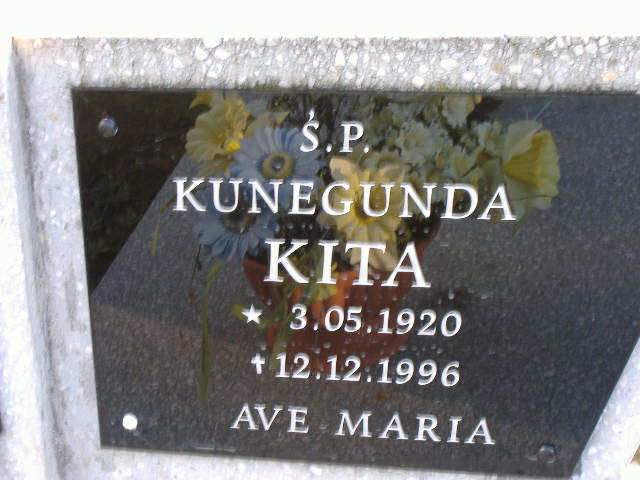 Ś.P.
KUNEGUNDA
KITA
★ 3.05.1920
✝12.12.1996
AVE MARIA